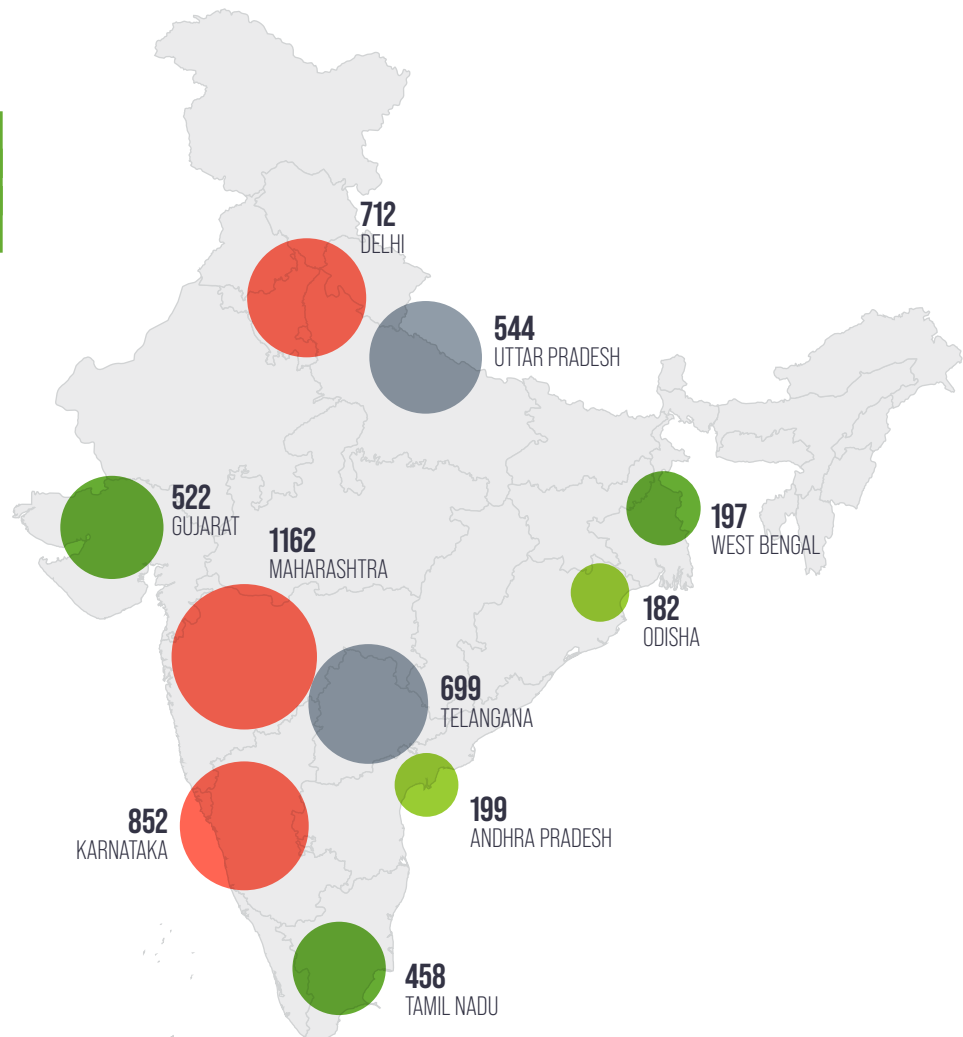 712
DELHI
544
UTTAR PRADESH
522
GUJARAT
1162
MAHARASHTRA
197
WEST BENGAL
182
ODISHA
699
TELANGANA
199
ANDHRA PRADESH
852
KARNATAKA
458
TAMIL NADU